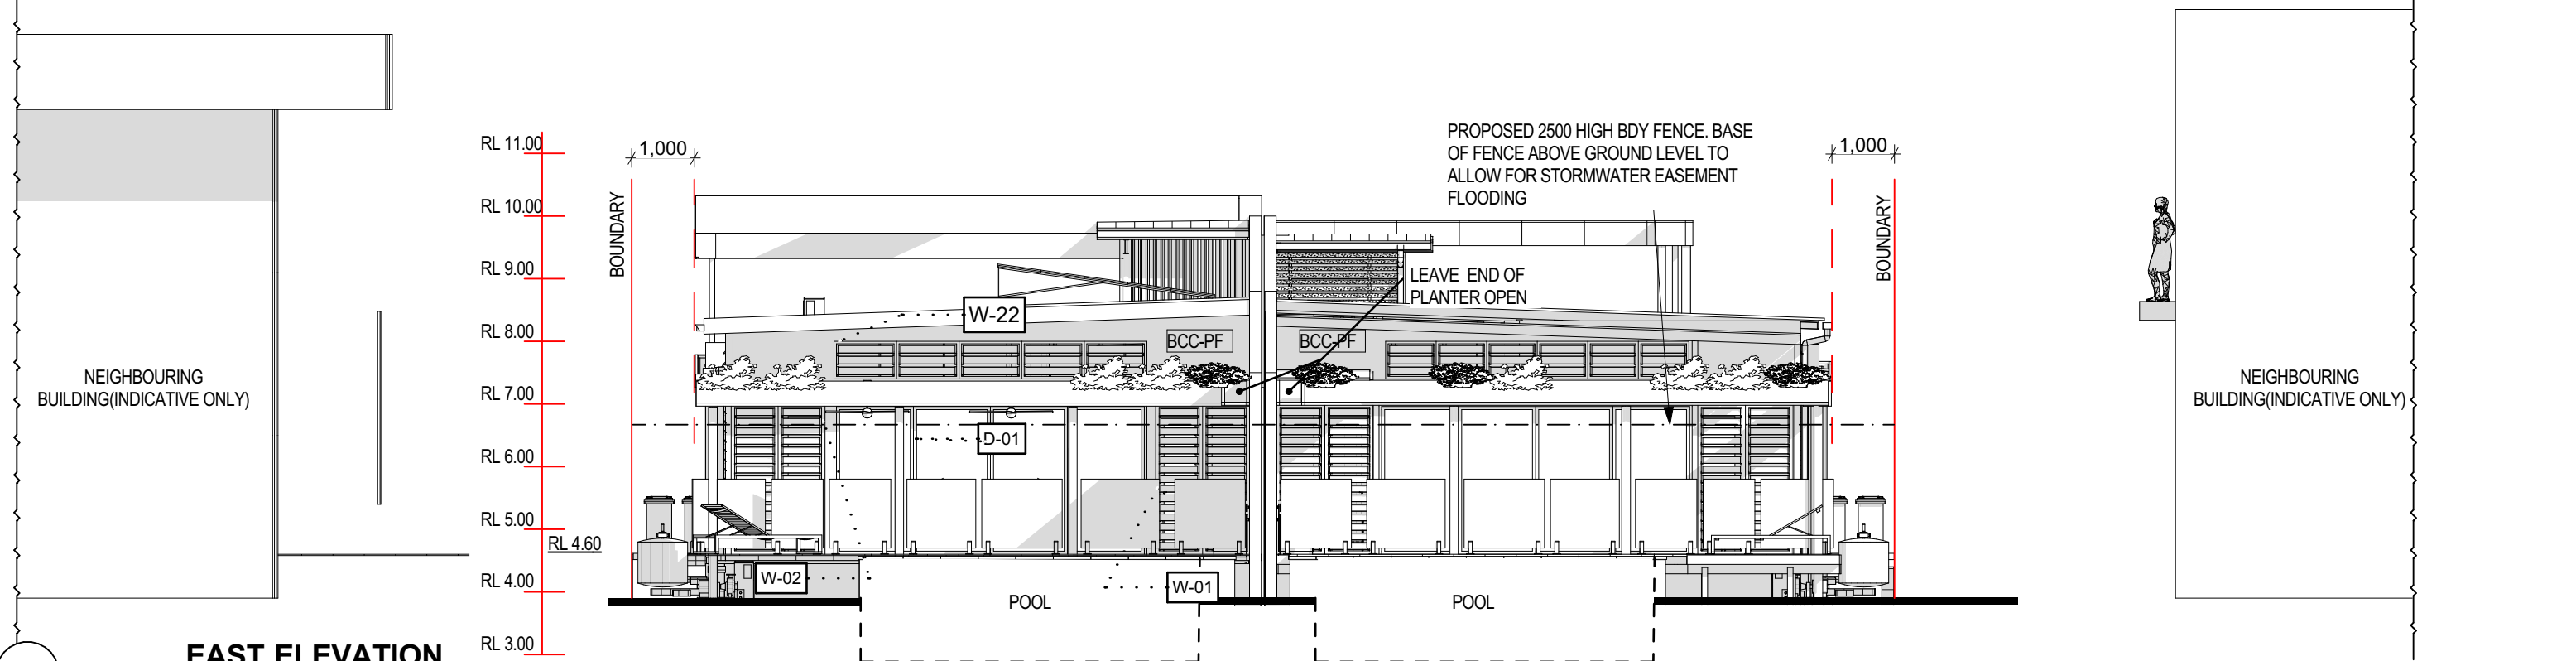 RL 11.00
1,000
PROPOSED 2500 HIGH BDY FENCE. BASE
OF FENCE ABOVE GROUND LEVEL TO
ALLOW FOR STORMWATER EASEMENT
FLOODING
1,000
RL 10.00
BOUNDARY
BOUNDARY
RL 9.00
LEAVE END OF
PLANTER OPEN
W-22
RL 8.00
BCC-PF
BCC-PF
NEIGHBOURING
BUILDING(INDICATIVE ONLY)
RL 7.00
NEIGHBOURING
BUILDING(INDICATIVE ONLY)
D-01
RL 6.00
RL 5.00
RL 4.60
RL 4.00
W-02
W-01
POOL
POOL
RL 3.00
EAST ELEVATION